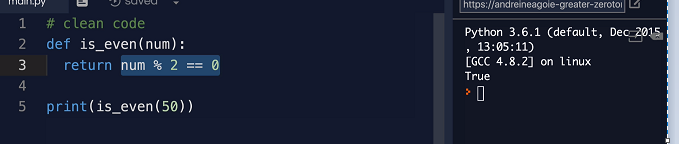 main.py
saved
https://andreineagoie-greater-zerotor
1 # clean code
2 def is_even(num):
3 return num % 2 == 0
4
5 print(is_even(50))
Python 3.6.1 (default, Dec 2015
, 13:05:11)
[GCC 4.8.2] on linux
True